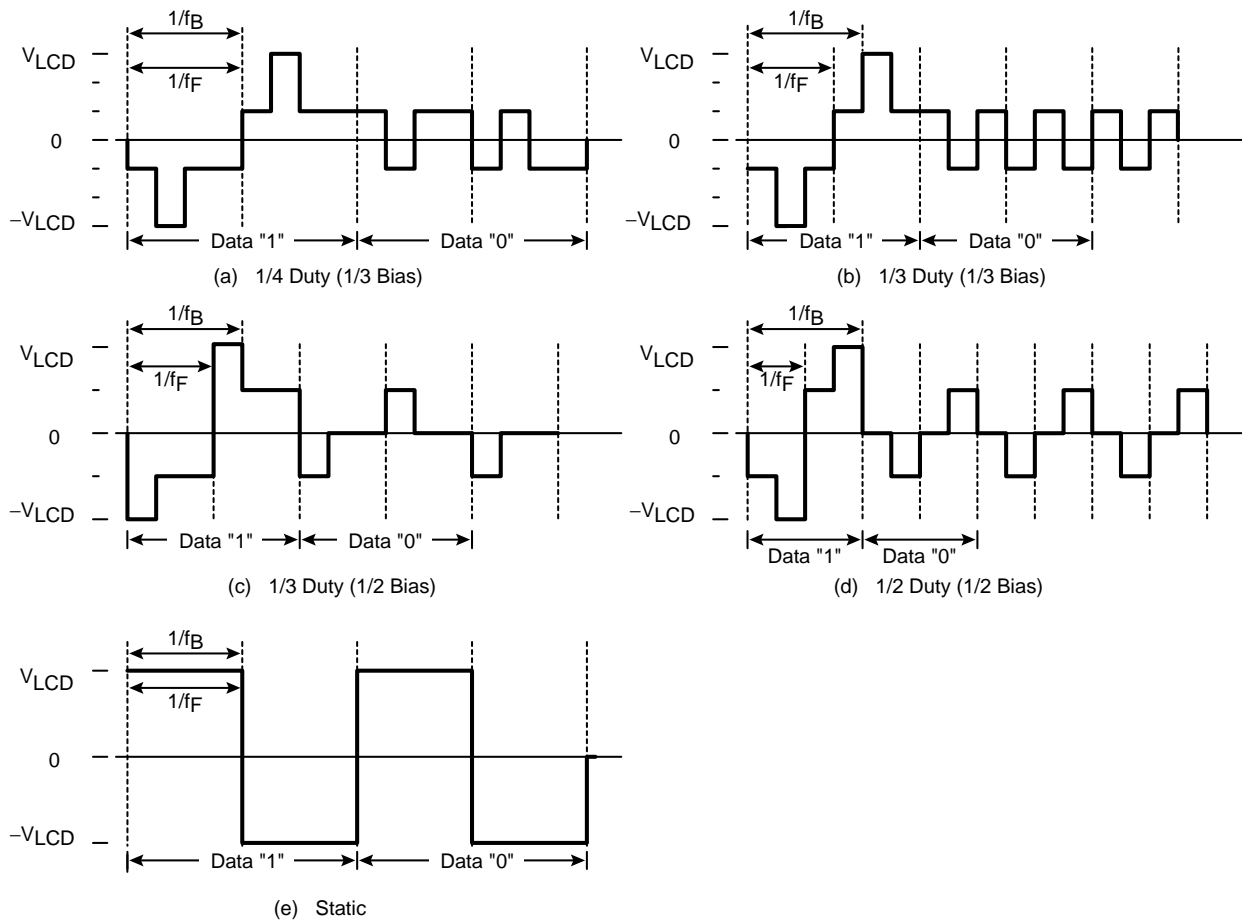 1/fB
VLCD
1/fF
0
−VLCD
Data "1"
Data "0"
(a) 1/4 Duty (1/3 Bias)
1/fB
VLCD
1/fF
0
−VLCD
Data "1"
Data "0"
(b) 1/3 Duty (1/3 Bias)
1/fB
VLCD
1/fF
0
−VLCD
Data "1"
Data "0"
(c) 1/3 Duty (1/2 Bias)
1/fB
VLCD
1/fF
0
−VLCD
Data "1"
Data "0"
(d) 1/2 Duty (1/2 Bias)
1/fB
VLCD
1/fF
0
−VLCD
Data "1"
Data "0"
(e) Static